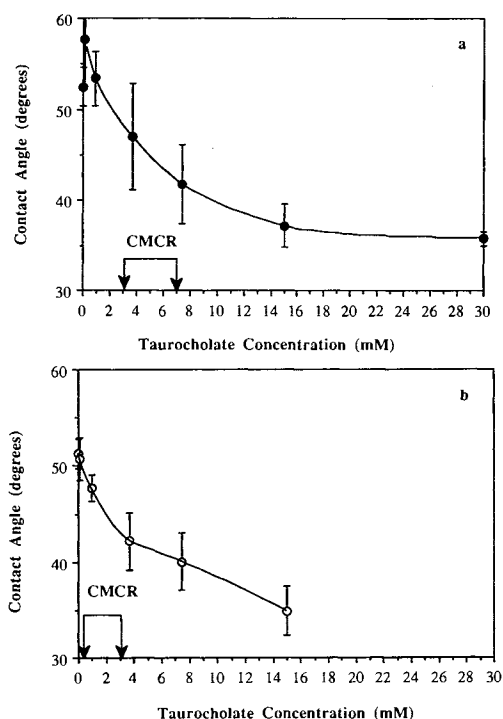 a
60
50
40
30
Contact Angle (degrees)
CMCR
0 2 4 6 8 10 12 14 16 18 20 22 24 26 28 30
Taurocholate Concentration (mM)
b
60
50
40
30
Contact Angle (degrees)
CMCR
0 2 4 6 8 10 12 14 16 18 20 22 24 26 28 30
Taurocholate Concentration (mM)